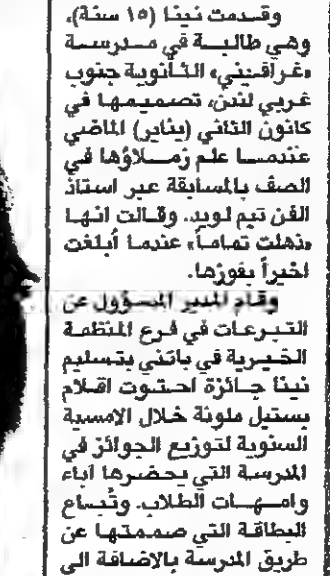 وقدمت نينا (١٥ سنة)،
وهي طالبة في مدرسة
«غرافيني» الثانوية جنوب
غربي لندن، تصميمها في
كانون الثاني (يناير) الماضي
عندما علم زملاؤها في
الصف بالمسابقة عبر استاذ
الفن تيم لويد. وقالت انها
«ذهلت تماماً» عندما أبلغت
اخيراً بفوزها.
وقام المدير المسؤول عن
التبرعات في فرع المنظمة
الخيرية في باتني بتسليم
نينا جائزة احتوت اقلام
بستيل ملونة خلال الامسية
السنوية لتوزيع الجوائز في
المدرسة التي يحضرها آباء
وامهات الطلاب. وتُباع
البطاقة التي صممتها عن
طريق المدرسة بالاضافة الى